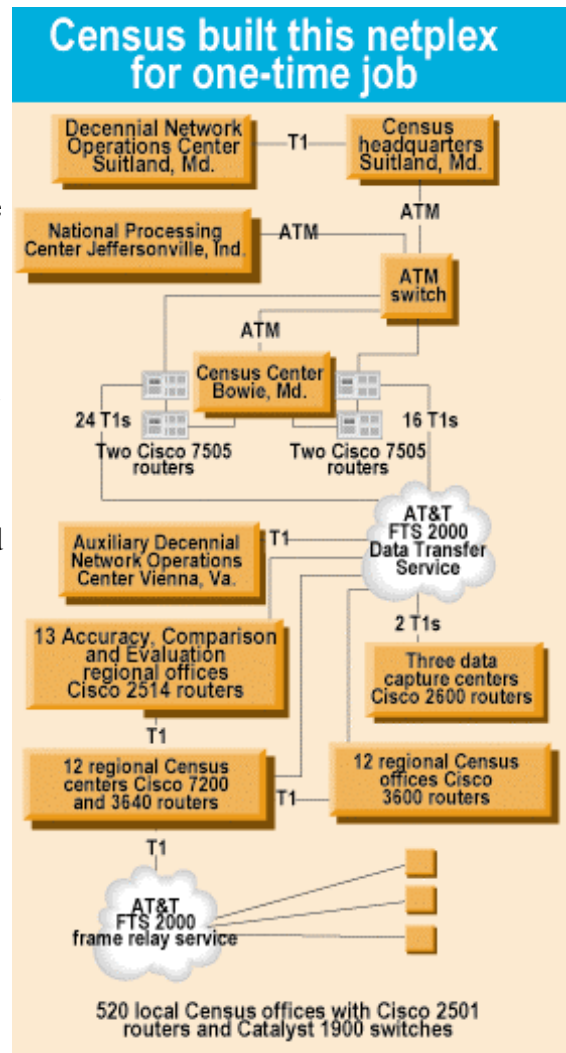 Census built this netplex
for one-time job
Decennial Network
Operations Center
Suitland, Md.
T1
Census
headquarters
Suitland, Md.
ATM
National Processing
Center Jeffersonville, Ind.
ATM
ATM
switch
ATM
Census Center
Bowie, Md.
24 T1s
16 T1s
Two Cisco 7505
routers
Two Cisco 7505
routers
AT&T
FTS 2000
Data Transfer
Service
Auxiliary Decennial
Network Operations
Center Vienna, Va.
T1
2 T1s
13 Accuracy, Comparison
and Evaluation
regional offices
Cisco 2514 routers
Three data
capture centers
Cisco 2600 routers
T1
12 regional Census
centers Cisco 7200
and 3640 routers
T1
12 regional Census
offices Cisco
3600 routers
T1
AT&T
FTS 2000
frame relay service
520 local Census offices with Cisco 2501
routers and Catalyst 1900 switches